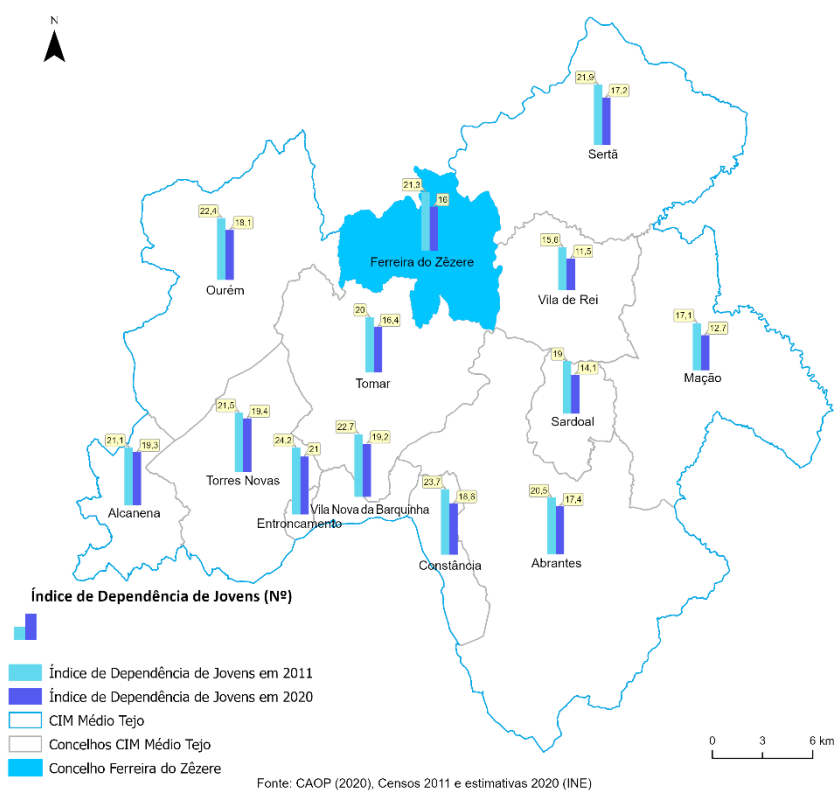 N
21,9
17,2
Sertã
21,3
16
Ferreira do Zêzere
22,4
18,1
Ourém
15,6
11,5
Vila de Rei
17,1
12,7
Mação
20
16,4
Tomar
19
14,1
Sardoal
21,5
19,4
Torres Novas
21,1
19,3
Alcanena
24,2
21
Entroncamento
22,7
19,2
Vila Nova da Barquinha
23,7
18,6
Constância
20,5
17,4
Abrantes
Índice de Dependência de Jovens (Nº)
Índice de Dependência de Jovens em 2011
Índice de Dependência de Jovens em 2020
CIM Médio Tejo
Concelhos CIM Médio Tejo
Concelho Ferreira do Zêzere
0 3 6 km
Fonte: CAOP (2020), Censos 2011 e estimativas 2020 (INE)